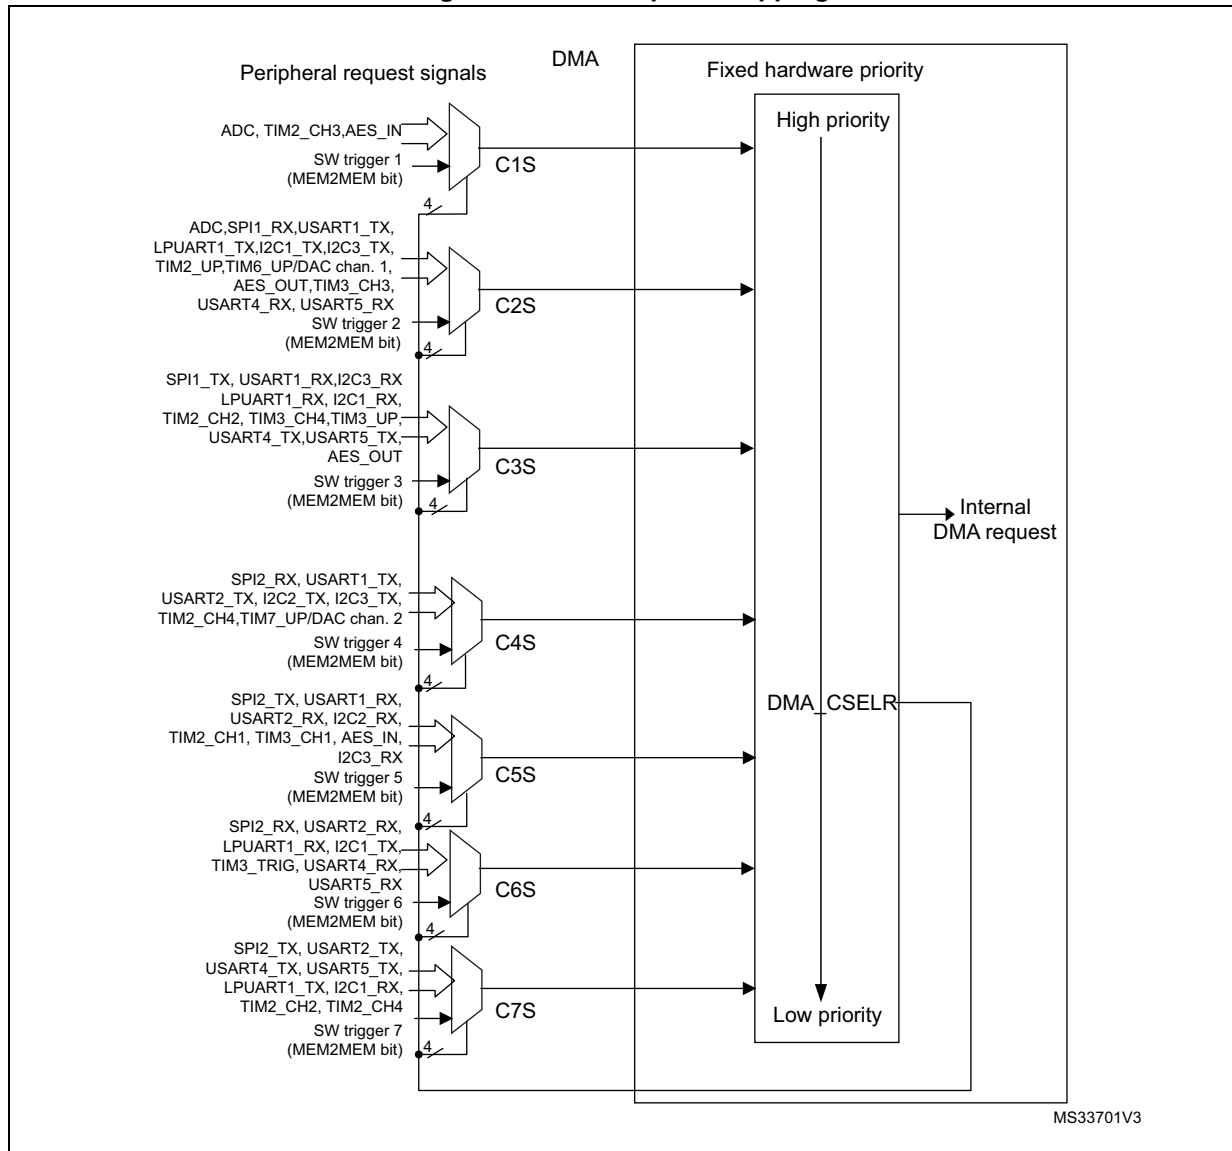 DMA
Peripheral request signals
Fixed hardware priority
High priority
ADC, TIM2_CH3,AES_IN
SW trigger 1
(MEM2MEM bit)
C1S
4
ADC,SPI1_RX,USART1_TX,
LPUART1_TX,I2C1_TX,I2C3_TX,
TIM2_UP,TIM6_UP/DAC chan. 1,
AES_OUT,TIM3_CH3,
USART4_RX, USART5_RX
SW trigger 2
(MEM2MEM bit)
C2S
4
SPI1_TX, USART1_RX,I2C3_RX
LPUART1_RX, I2C1_RX,
TIM2_CH2, TIM3_CH4,TIM3_UP,
USART4_TX,USART5_TX,
AES_OUT
SW trigger 3
(MEM2MEM bit)
C3S
4
Internal
DMA request
SPI2_RX, USART1_TX,
USART2_TX, I2C2_TX, I2C3_TX,
TIM2_CH4,TIM7_UP/DAC chan. 2
SW trigger 4
(MEM2MEM bit)
C4S
4
DMA_CSELR
SPI2_TX, USART1_RX,
USART2_RX, I2C2_RX,
TIM2_CH1, TIM3_CH1, AES_IN,
I2C3_RX
SW trigger 5
(MEM2MEM bit)
C5S
4
SPI2_RX, USART2_RX,
LPUART1_RX, I2C1_TX,
TIM3_TRIG, USART4_RX,
USART5_RX
SW trigger 6
(MEM2MEM bit)
C6S
4
SPI2_TX, USART2_TX,
USART4_TX, USART5_TX,
LPUART1_TX, I2C1_RX,
TIM2_CH2, TIM2_CH4
SW trigger 7
(MEM2MEM bit)
C7S
4
Low priority
MS33701V3